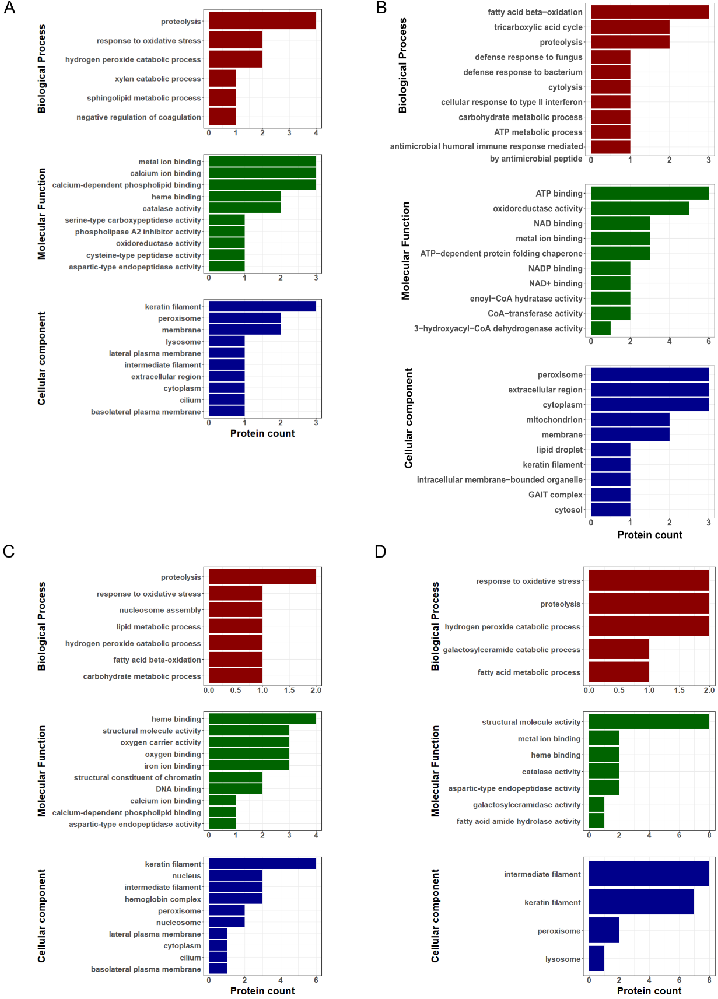 A
Biological Process
proteolysis
response to oxidative stress
hydrogen peroxide catabolic process
xylan catabolic process
sphingolipid metabolic process
negative regulation of coagulation
0 1 2 3 4
Molecular Function
metal ion binding
calcium ion binding
calcium-dependent phospholipid binding
heme binding
catalase activity
serine-type carboxypeptidase activity
phospholipase A2 inhibitor activity
oxidoreductase activity
cysteine-type peptidase activity
aspartic-type endopeptidase activity
0 1 2 3
Cellular component
keratin filament
peroxisome
membrane
lysosome
lateral plasma membrane
intermediate filament
extracellular region
cytoplasm
cilium
basolateral plasma membrane
0 1 2 3
Protein count
B
Biological Process
fatty acid beta−oxidation
tricarboxylic acid cycle
proteolysis
defense response to fungus
defense response to bacterium
cytolysis
cellular response to type II interferon
carbohydrate metabolic process
ATP metabolic process
antimicrobial humoral immune response mediated
by antimicrobial peptide
0 1 2 3
Molecular Function
ATP binding
oxidoreductase activity
NAD binding
metal ion binding
ATP−dependent protein folding chaperone
NADP binding
NAD+ binding
enoyl−CoA hydratase activity
CoA−transferase activity
3−hydroxyacyl−CoA dehydrogenase activity
0 2 4 6
Cellular component
peroxisome
extracellular region
cytoplasm
mitochondrion
membrane
lipid droplet
keratin filament
intracellular membrane−bounded organelle
GAIT complex
cytosol
0 1 2 3
Protein count
C
Biological Process
proteolysis
response to oxidative stress
nucleosome assembly
lipid metabolic process
hydrogen peroxide catabolic process
fatty acid beta-oxidation
carbohydrate metabolic process
0.0 0.5 1.0 1.5 2.0
Molecular Function
heme binding
structural molecule activity
oxygen carrier activity
oxygen binding
iron ion binding
structural constituent of chromatin
DNA binding
calcium ion binding
calcium-dependent phospholipid binding
aspartic-type endopeptidase activity
0 1 2 3 4
Cellular component
keratin filament
nucleus
intermediate filament
hemoglobin complex
peroxisome
nucleosome
lateral plasma membrane
cytoplasm
cilium
basolateral plasma membrane
0 2 4 6
Protein count
D
Biological Process
response to oxidative stress
proteolysis
hydrogen peroxide catabolic process
galactosylceramide catabolic process
fatty acid metabolic process
0.0 0.5 1.0 1.5 2.0
Molecular Function
structural molecule activity
metal ion binding
heme binding
catalase activity
aspartic-type endopeptidase activity
galactosylceramidase activity
fatty acid amide hydrolase activity
0 2 4 6 8
Cellular component
intermediate filament
keratin filament
peroxisome
lysosome
0 2 4 6 8
Protein count